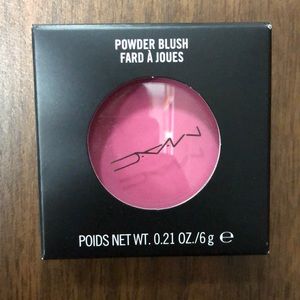 POWDER BLUSH
FARD À JOUES
M·A·C
POIDS NET WT. 0.21 OZ./6 g ℮